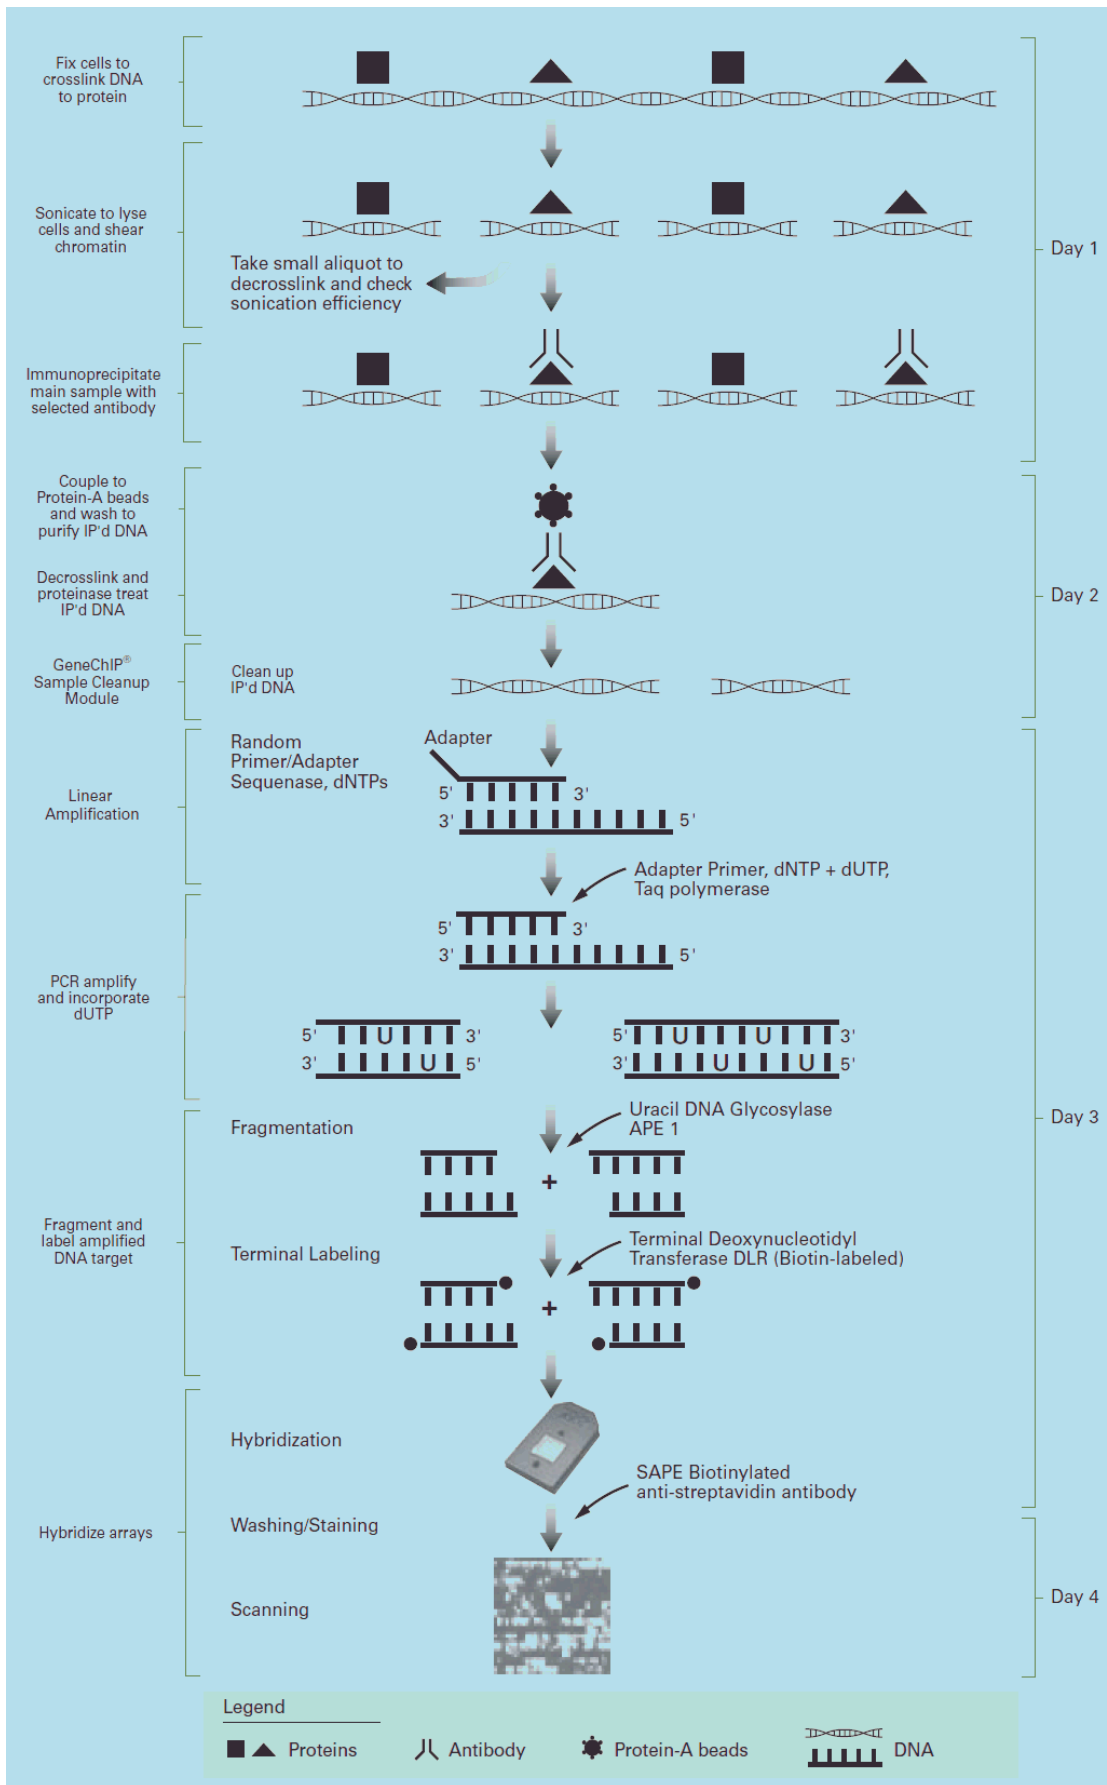 Fix cells to
crosslink DNA
to protein
Sonicate to lyse
cells and shear
chromatin
Take small aliquot to
decrosslink and check
sonication efficiency
Immunoprecipitate
main sample with
selected antibody
Day 1
Couple to
Protein-A beads
and wash to
purify IP'd DNA
Decrosslink and
proteinase treat
IP'd DNA
GeneChIP®
Sample Cleanup
Module
Clean up
IP'd DNA
Day 2
Linear
Amplification
Random
Primer/Adapter
Sequenase, dNTPs
Adapter
5' 3'
3' 5'
Adapter Primer, dNTP + dUTP,
Taq polymerase
PCR amplify
and incorporate
dUTP
5' 3'
3' 5'
5' U 3' 5' U U 3'
3' U 5' 3' U U 5'
Fragment and
label amplified
DNA target
Fragmentation
Uracil DNA Glycosylase
APE 1
+
Terminal Labeling
Terminal Deoxynucleotidyl
Transferase DLR (Biotin-labeled)
+
Day 3
Hybridize arrays
Hybridization
SAPE Biotinylated
anti-streptavidin antibody
Washing/Staining
Scanning
Day 4
Legend
Proteins Antibody Protein-A beads DNA